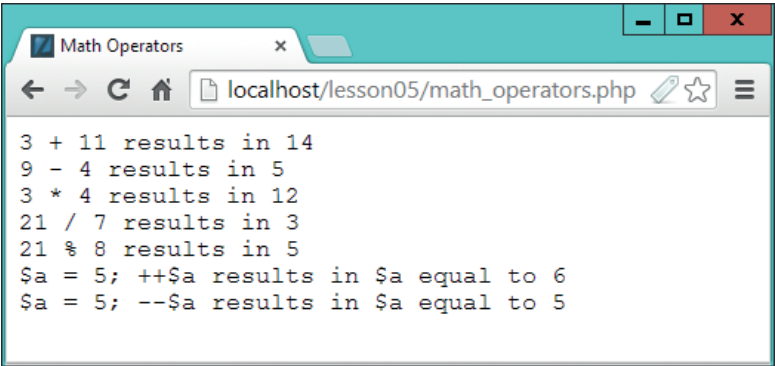 Math Operators
localhost/lesson05/math_operators.php
3 + 11 results in 14
9 - 4 results in 5
3 * 4 results in 12
21 / 7 results in 3
21 % 8 results in 5
$a = 5; ++$a results in $a equal to 6
$a = 5; --$a results in $a equal to 5